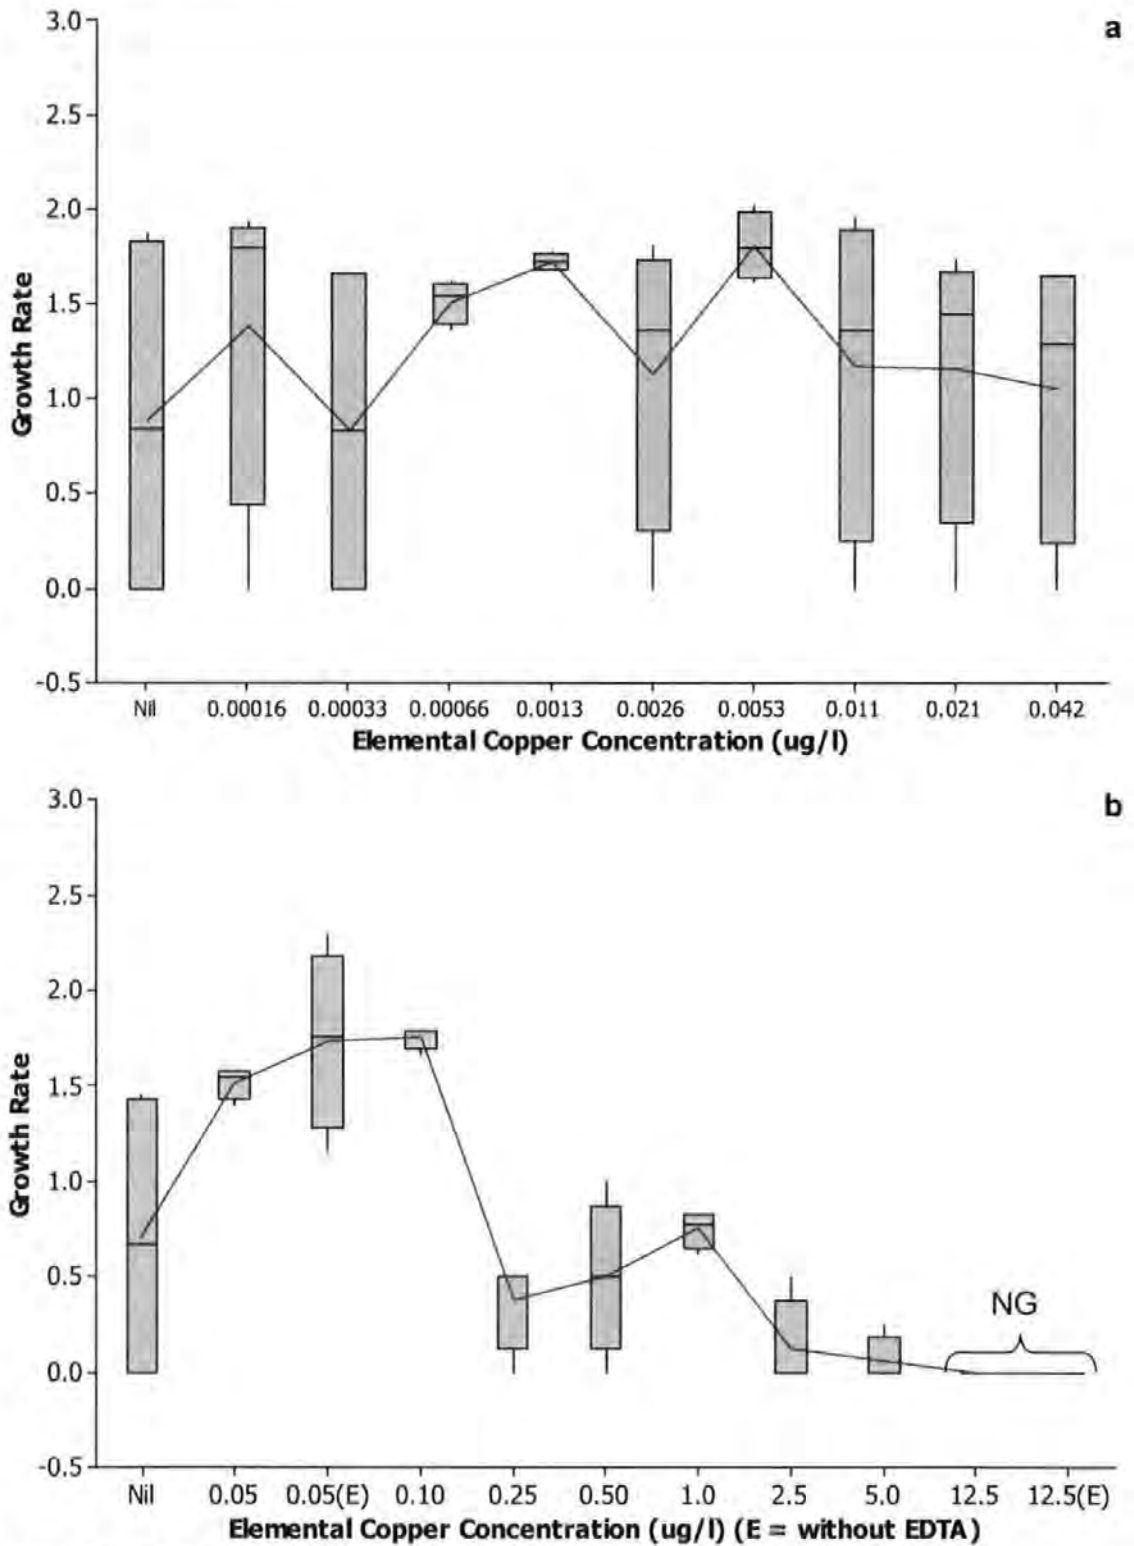 a
3.0
2.5
2.0
1.5
1.0
0.5
0.0
-0.5
Growth Rate
Nil 0.00016 0.00033 0.00066 0.0013 0.0026 0.0053 0.011 0.021 0.042
Elemental Copper Concentration (ug/l)
b
3.0
2.5
2.0
1.5
1.0
0.5
0.0
-0.5
Growth Rate
NG
Nil 0.05 0.05(E) 0.10 0.25 0.50 1.0 2.5 5.0 12.5 12.5(E)
Elemental Copper Concentration (ug/l) (E = without EDTA)